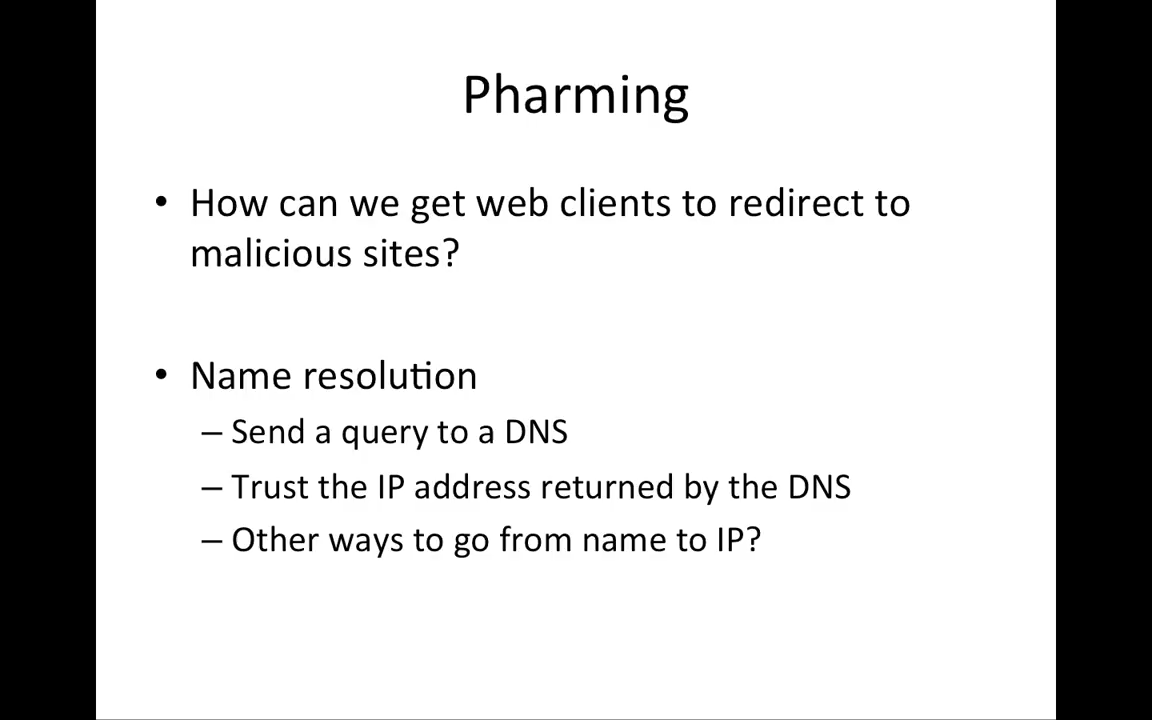 Pharming
• How can we get web clients to redirect to
malicious sites?
• Name resolution
– Send a query to a DNS
– Trust the IP address returned by the DNS
– Other ways to go from name to IP?